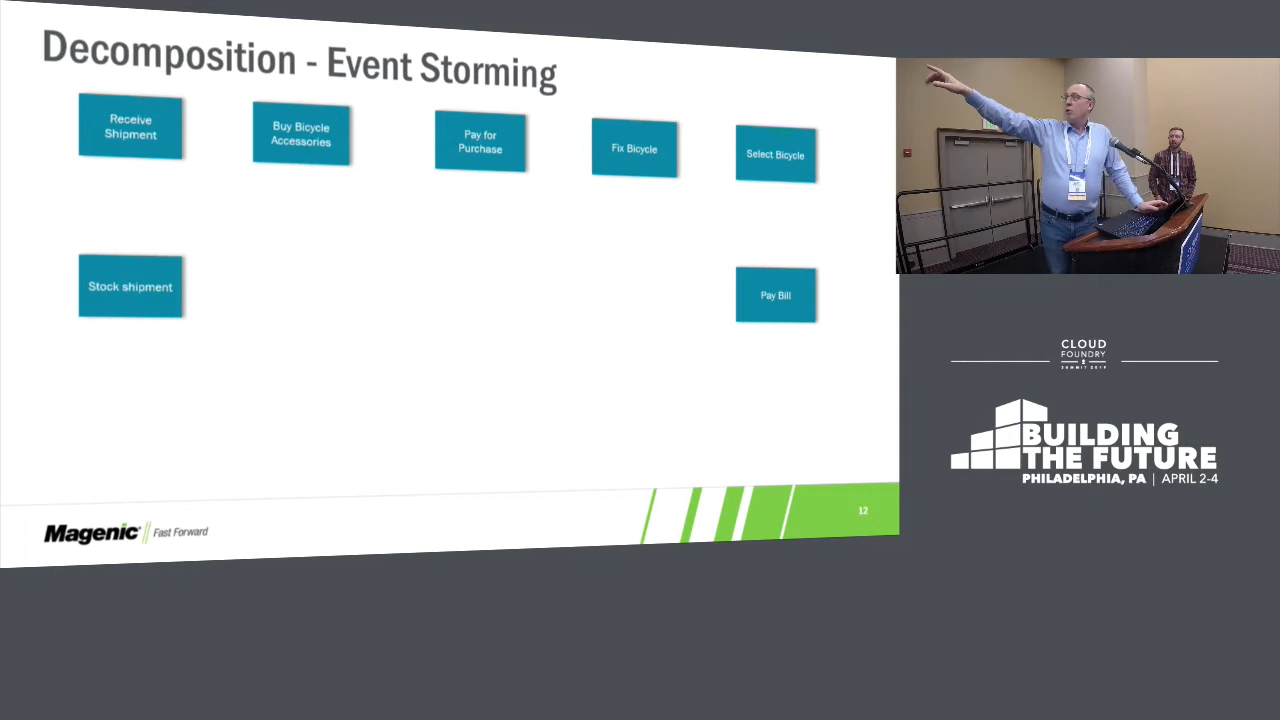 Decomposition - Event Storming
Receive
Shipment
Buy Bicycle
Accessories
Pay for
Purchase
Fix Bicycle
Select Bicycle
Stock shipment
Pay Bill
Magenic
Fast Forward
12
CLOUD
FOUNDRY
SUMMIT 2019
BUILDING
THE FUTURE
PHILADELPHIA, PA | APRIL 2-4